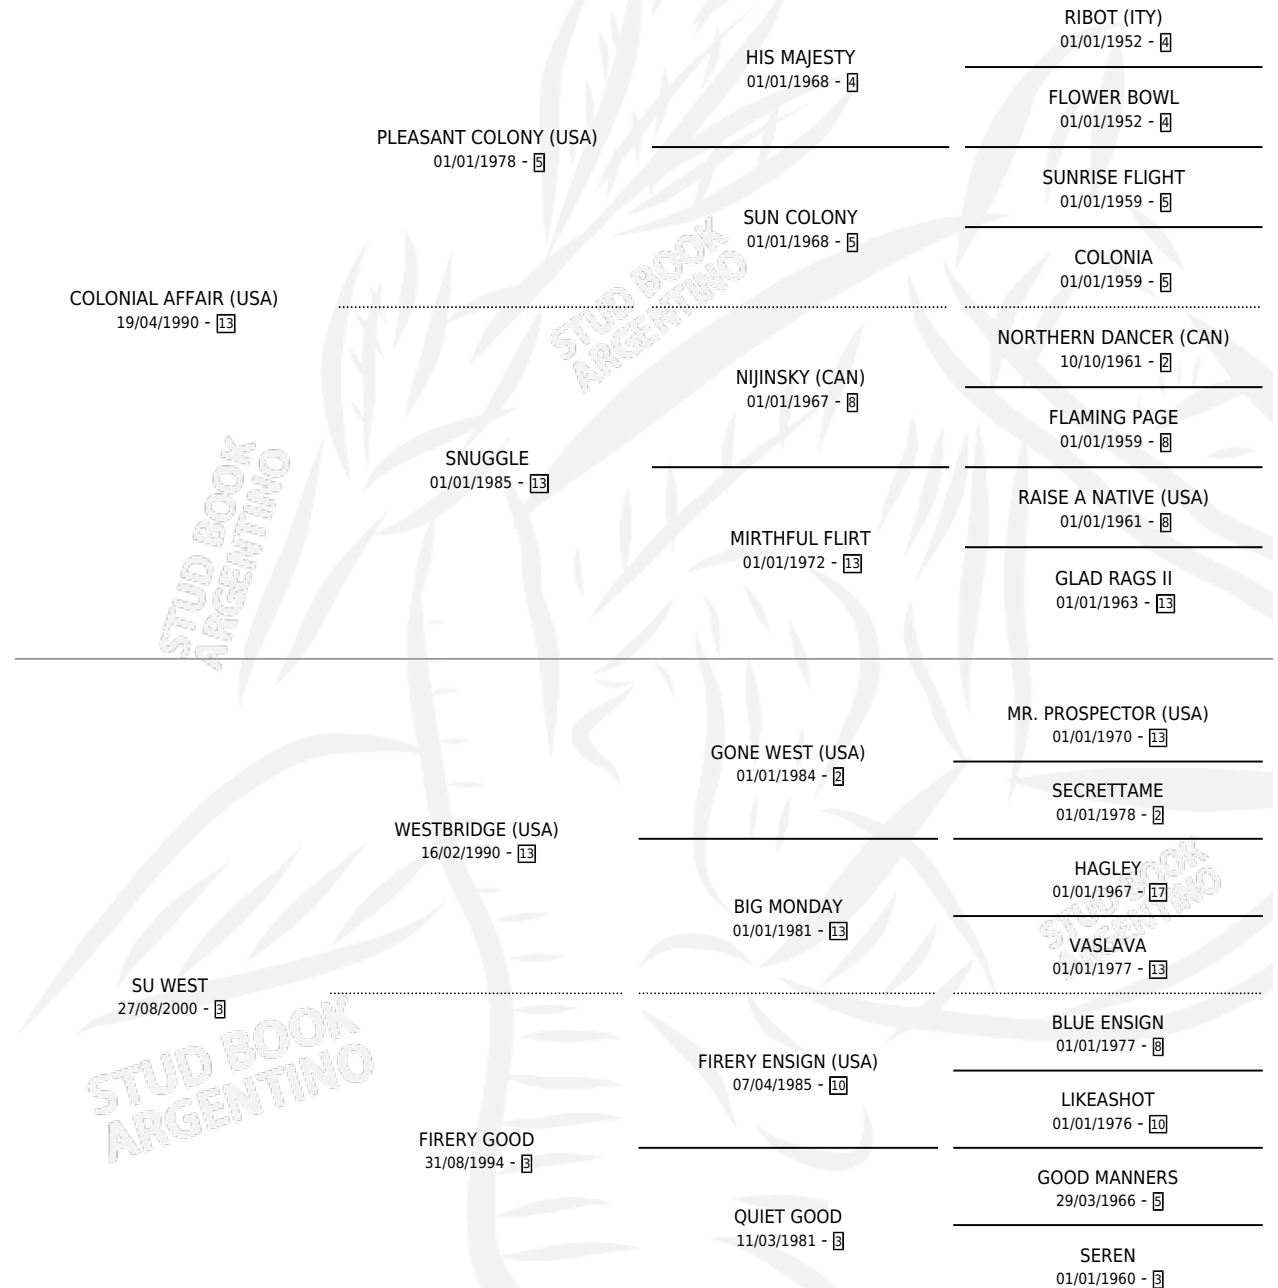 RIBOT (ITY)
01/01/1952 - 4
HIS MAJESTY
01/01/1968 - 4
FLOWER BOWL
01/01/1952 - 4
PLEASANT COLONY (USA)
01/01/1978 - 5
SUNRISE FLIGHT
01/01/1959 - 5
SUN COLONY
01/01/1968 - 5
COLONIA
01/01/1959 - 5
COLONIAL AFFAIR (USA)
19/04/1990 - 13
STUD BOOK
ARGENTINO
NORTHERN DANCER (CAN)
10/10/1961 - 2
NIJINSKY (CAN)
01/01/1967 - 8
FLAMING PAGE
01/01/1959 - 8
SNUGGLE
01/01/1985 - 13
RAISE A NATIVE (USA)
01/01/1961 - 8
MIRTHFUL FLIRT
01/01/1972 - 13
GLAD RAGS II
01/01/1963 - 13
STUD BOOK
ARGENTINO
MR. PROSPECTOR (USA)
01/01/1970 - 13
GONE WEST (USA)
01/01/1984 - 2
SECRETTAME
01/01/1978 - 2
WESTBRIDGE (USA)
16/02/1990 - 13
HAGLEY
01/01/1967 - 17
BIG MONDAY
01/01/1981 - 13
STUD BOOK
ARGENTINO
VASLAVA
01/01/1977 - 13
SU WEST
27/08/2000 - 3
STUD BOOK
ARGENTINO
BLUE ENSIGN
01/01/1977 - 8
FIRERY ENSIGN (USA)
07/04/1985 - 10
LIKEASHOT
01/01/1976 - 10
FIRERY GOOD
31/08/1994 - 3
GOOD MANNERS
29/03/1966 - 5
QUIET GOOD
11/03/1981 - 3
SEREN
01/01/1960 - 3